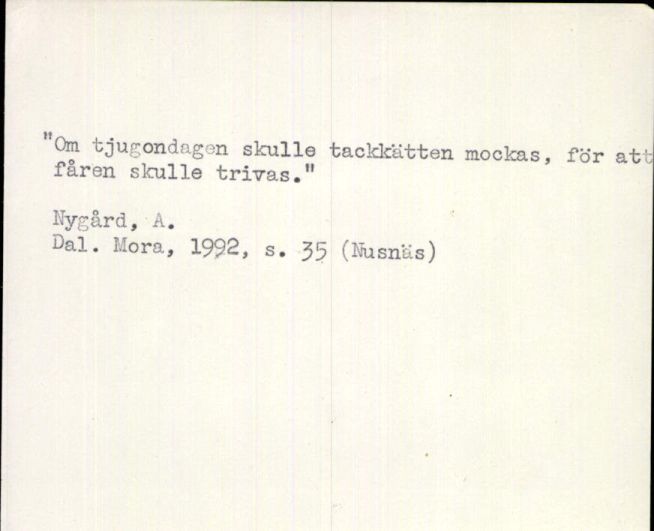 "Om tjugondagen skulle tackkätten mockas, för att
fåren skulle trivas."
Nygård, A.
Dal. Mora, 1992, s. 35 (Nusnäs)